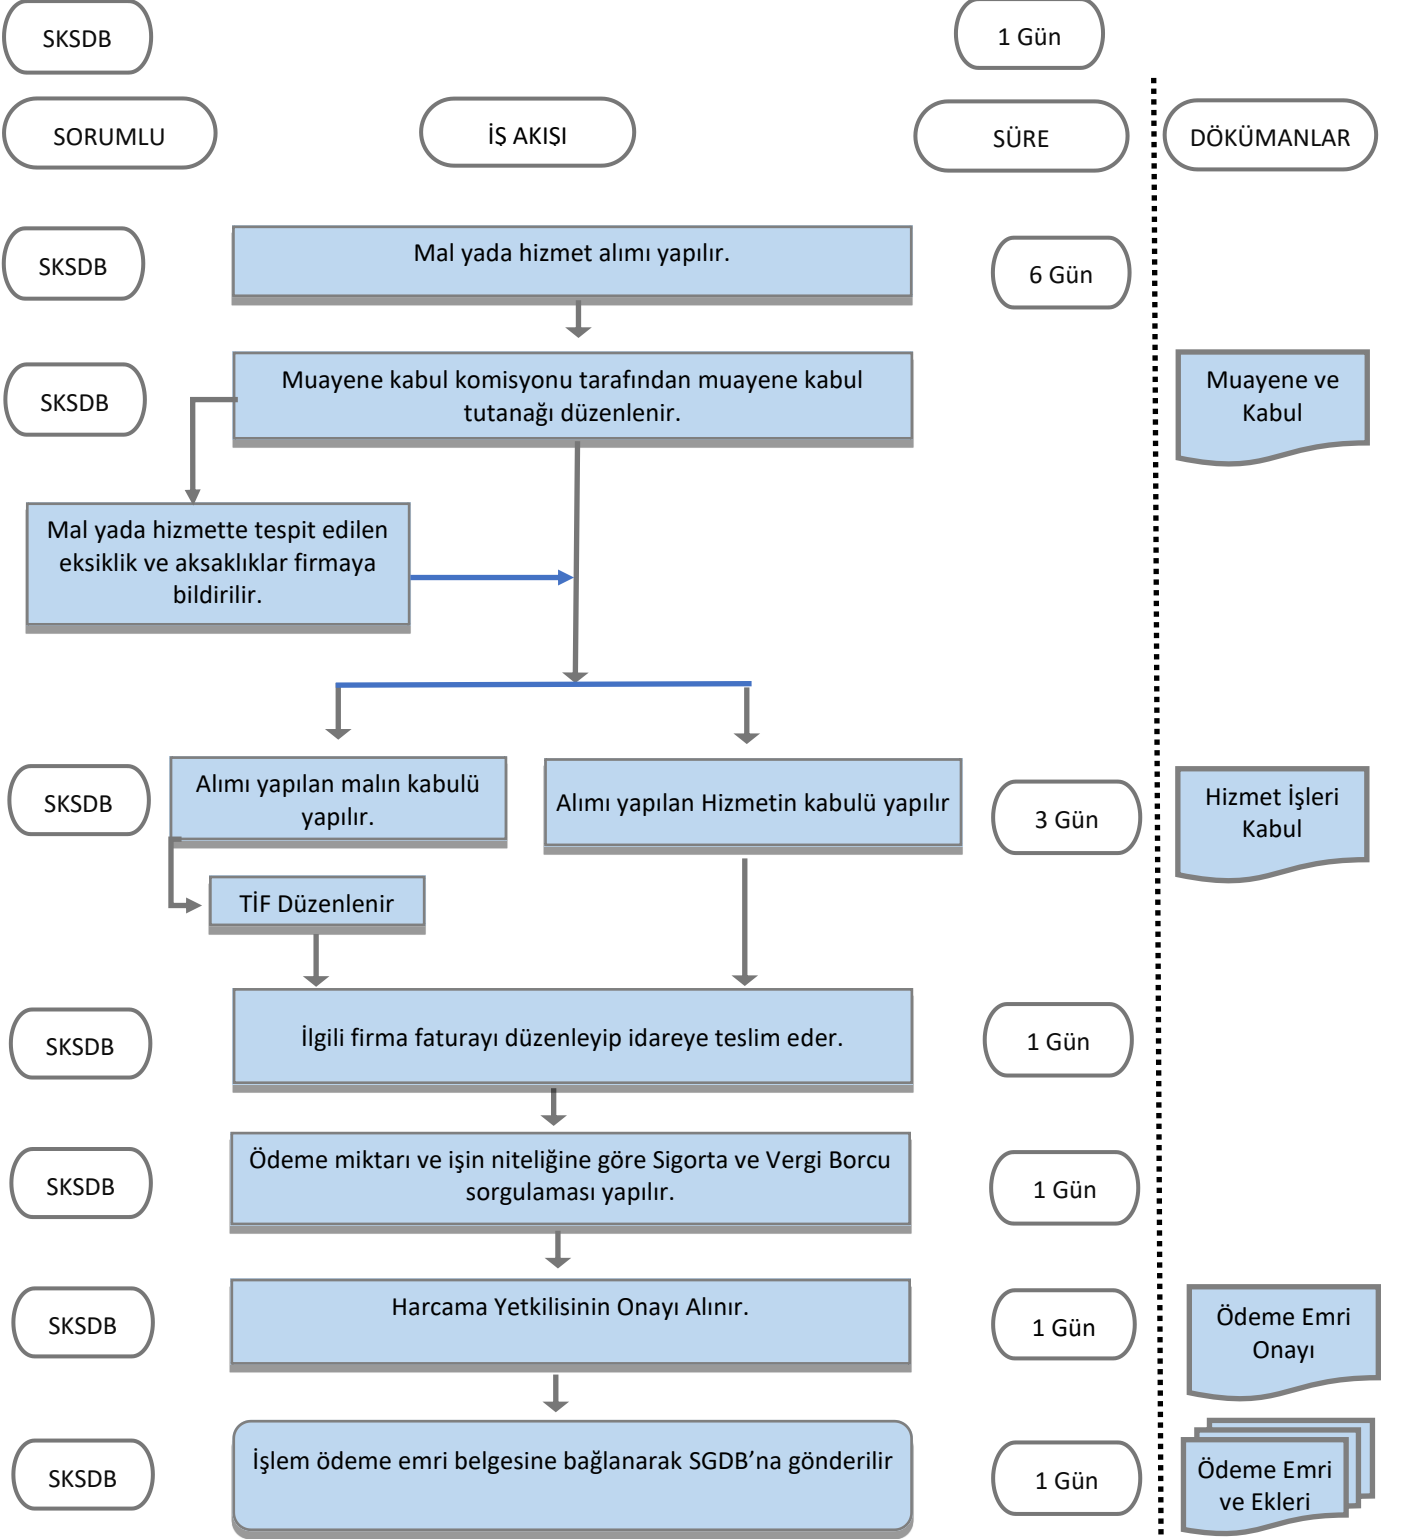 SKSDB
1 Gün
SORUMLU
İŞ AKIŞI
SÜRE
DÖKÜMANLAR
SKSDB
Mal yada hizmet alımı yapılır.
6 Gün
SKSDB
Muayene kabul komisyonu tarafından muayene kabul
tutanağı düzenlenir.
Muayene ve
Kabul
Mal yada hizmette tespit edilen
eksiklik ve aksaklıklar firmaya
bildirilir.
SKSDB
Alımı yapılan malın kabulü
yapılır.
Alımı yapılan Hizmetin kabulü yapılır
3 Gün
Hizmet İşleri
Kabul
TİF Düzenlenir
SKSDB
İlgili firma faturayı düzenleyip idareye teslim eder.
1 Gün
SKSDB
Ödeme miktarı ve işin niteliğine göre Sigorta ve Vergi Borcu
sorgulaması yapılır.
1 Gün
SKSDB
Harcama Yetkilisinin Onayı Alınır.
1 Gün
Ödeme Emri
Onayı
SKSDB
İşlem ödeme emri belgesine bağlanarak SGDB’na gönderilir
1 Gün
Ödeme Emri
ve Ekleri